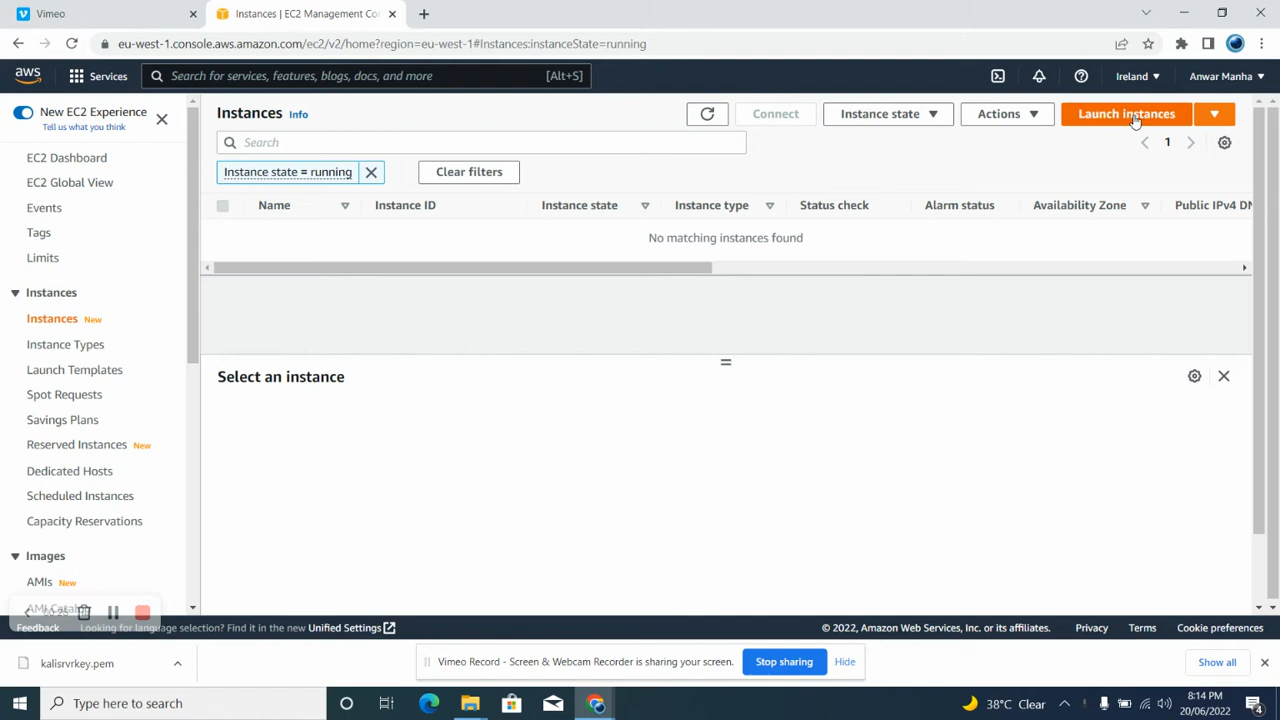 Vimeo
Instances | EC2 Management Co
eu-west-1.console.aws.amazon.com/ec2/v2/home?region=eu-west-1#Instances:instanceState=running
aws
Services
Search for services, features, blogs, docs, and more
[Alt+S]
Ireland
Anwar Manha
New EC2 Experience
Tell us what you think
EC2 Dashboard
EC2 Global View
Events
Tags
Limits
Instances
Instances New
Instance Types
Launch Templates
Spot Requests
Savings Plans
Reserved Instances New
Dedicated Hosts
Scheduled Instances
Capacity Reservations
Images
AMIs New
AMI Catal
Instances Info
Connect
Instance state
Actions
Launch instances
Search
1
Instance state = running
Clear filters
Name
Instance ID
Instance state
Instance type
Status check
Alarm status
Availability Zone
Public IPv4 DN
No matching instances found
Select an instance
Feedback
Looking for language selection? Find it in the new Unified Settings
© 2022, Amazon Web Services, Inc. or its affiliates.
Privacy
Terms
Cookie preferences
kalisrvrkey.pem
Vimeo Record - Screen & Webcam Recorder is sharing your screen.
Stop sharing
Hide
Show all
Type here to search
38°C Clear
8:14 PM
20/06/2022
4